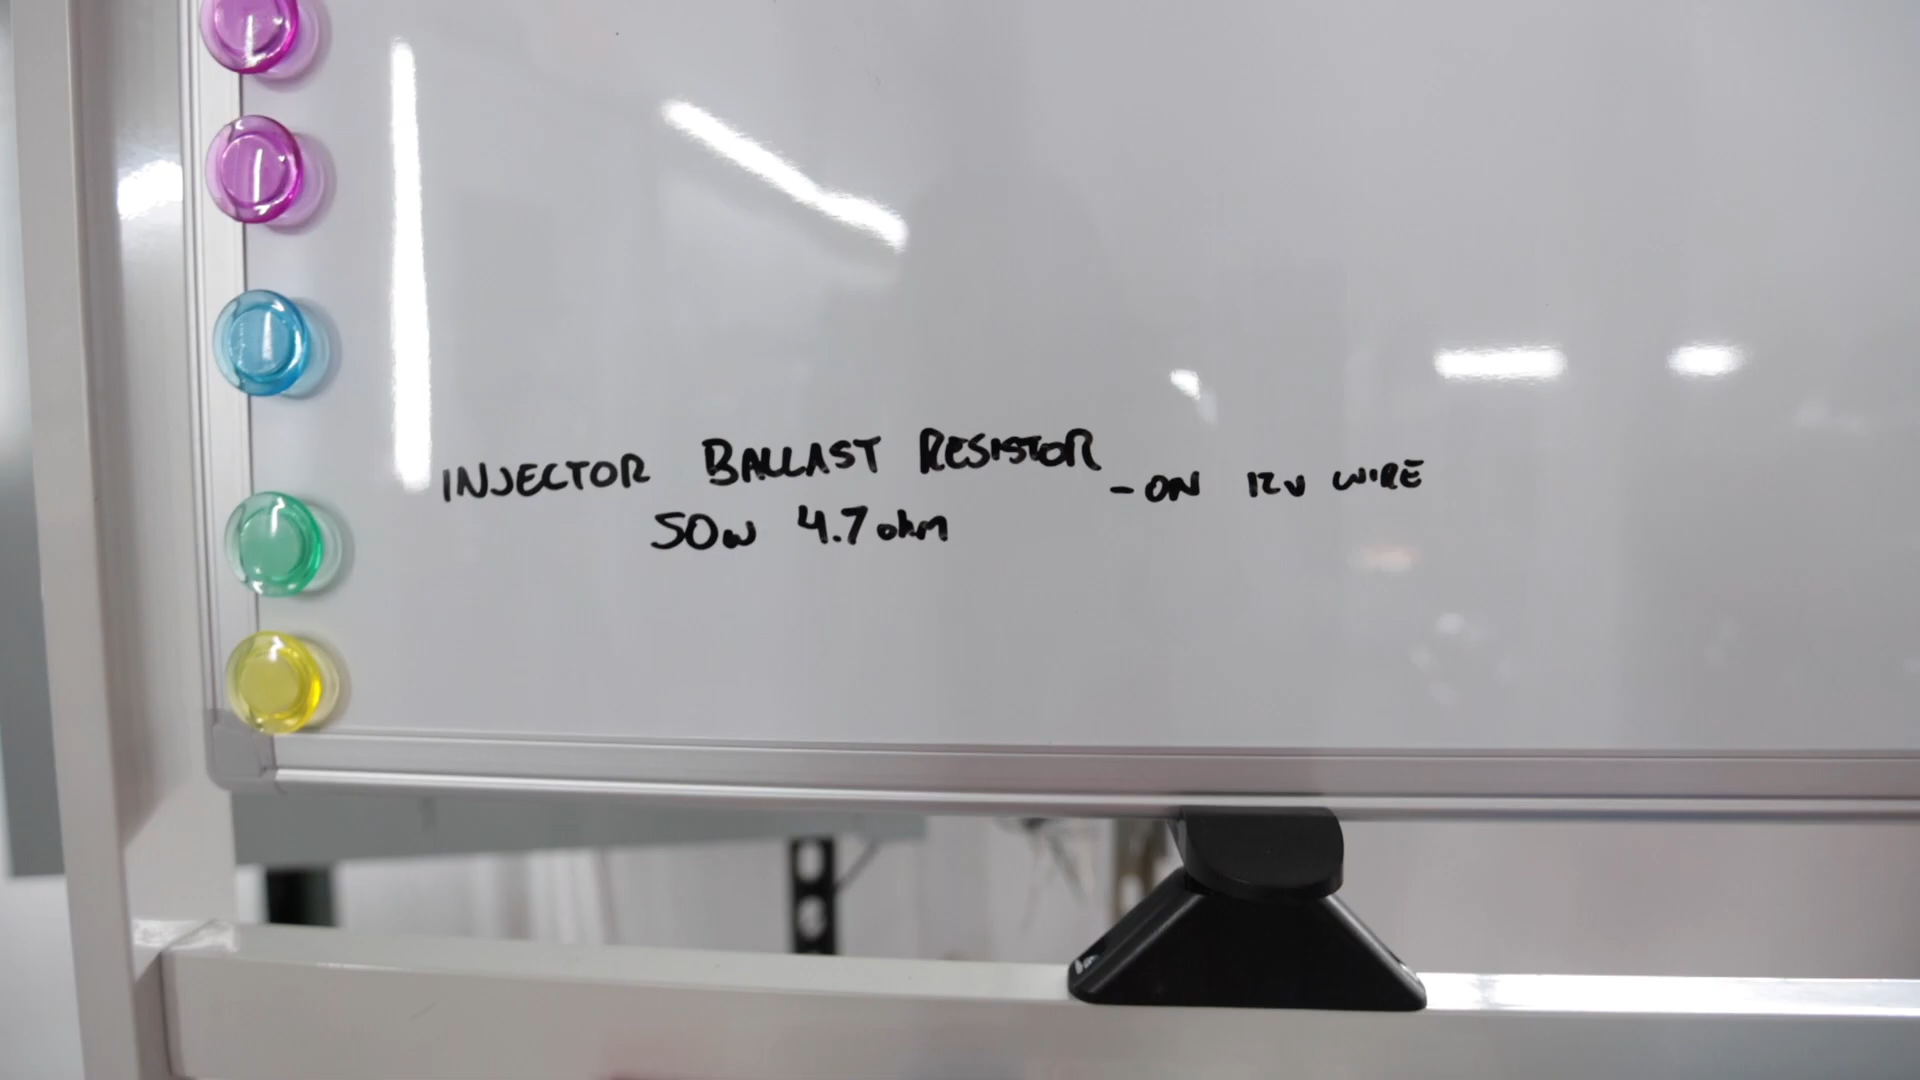 INJECTOR BALLAST RESISTOR - ON 12V WIRE
50W 4.7 ohm